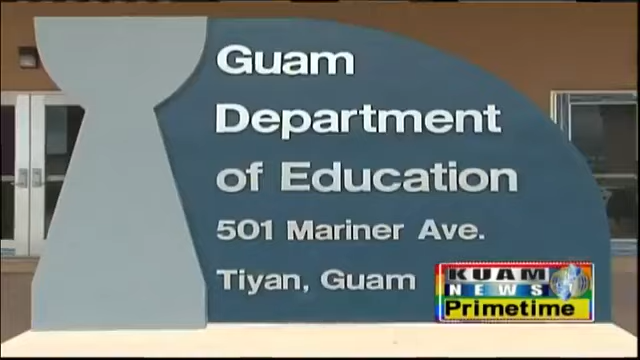 Guam
Department
of Education
501 Mariner Ave.
Tiyan, Guam
KUAM
NEWS
Primetime